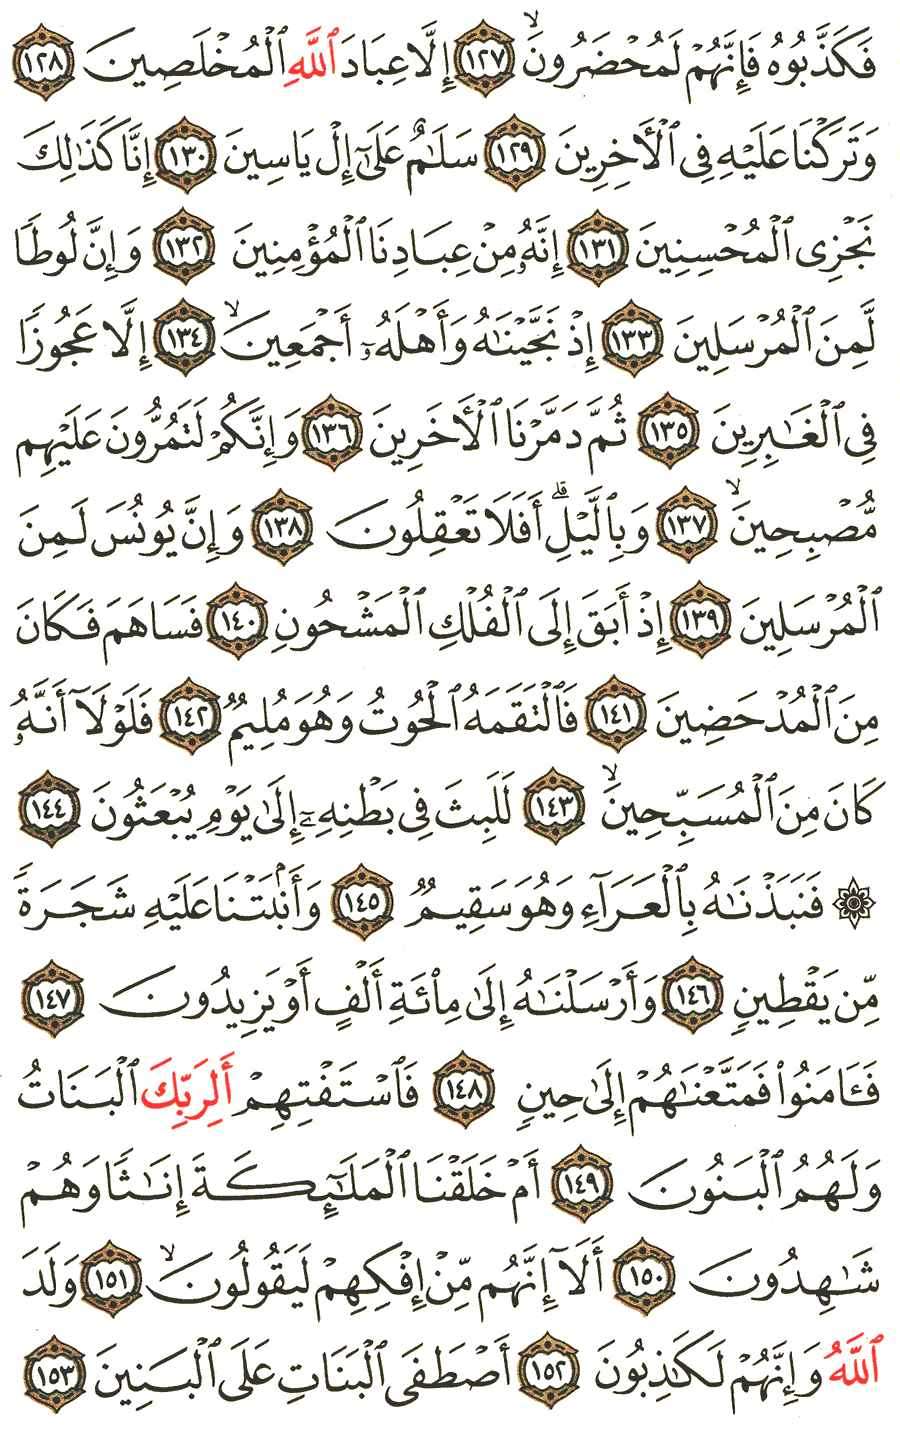 فَكَذَّبُوهُ فَإِنَّهُمْ لَمُحْضَرُونَ ۙ ١٢٧ إِلَّا عِبَادَ ٱللَّهِ ٱلْمُخْلَصِينَ ١٢٨
وَتَرَكْنَا عَلَيْهِ فِى ٱلْأَخِرِينَ ١٢٩ سَلَٰمٌ عَلَىٰٓ إِلْ يَاسِينَ ١٣٠ إِنَّا كَذَٰلِكَ
نَجْزِى ٱلْمُحْسِنِينَ ١٣١ إِنَّهُۥ مِنْ عِبَادِنَا ٱلْمُؤْمِنِينَ ١٣٢ وَإِنَّ لُوطًا
لَّمِنَ ٱلْمُرْسَلِينَ ١٣٣ إِذْ نَجَّيْنَٰهُ وَأَهْلَهُۥٓ أَجْمَعِينَ ۙ ١٣٤ إِلَّا عَجُوزًا
فِى ٱلْغَٰبِرِينَ ١٣٥ ثُمَّ دَمَّرْنَا ٱلْأَخَرِينَ ١٣٦ وَإِنَّكُمْ لَتَمُرُّونَ عَلَيْهِم
مُّصْبِحِينَ ۙ ١٣٧ وَبِٱلَّيْلِ ۗ أَفَلَا تَعْقِلُونَ ١٣٨ وَإِنَّ يُونُسَ لَمِنَ
ٱلْمُرْسَلِينَ ١٣٩ إِذْ أَبَقَ إِلَى ٱلْفُلْكِ ٱلْمَشْحُونِ ١٤٠ فَسَاهَمَ فَكَانَ
مِنَ ٱلْمُدْحَضِينَ ١٤١ فَٱلْتَقَمَهُ ٱلْحُوتُ وَهُوَ مُلِيمٌ ١٤٢ فَلَوْلَآ أَنَّهُۥ
كَانَ مِنَ ٱلْمُسَبِّحِينَ ۙ ١٤٣ لَلَبِثَ فِى بَطْنِهِۦٓ إِلَىٰ يَوْمِ يُبْعَثُونَ ١٤٤
۞ فَنَبَذْنَٰهُ بِٱلْعَرَآءِ وَهُوَ سَقِيمٌ ١٤٥ وَأَنۢبَتْنَا عَلَيْهِ شَجَرَةً
مِّن يَقْطِينٍ ١٤٦ وَأَرْسَلْنَٰهُ إِلَىٰ مِا۟ئَةِ أَلْفٍ أَوْ يَزِيدُونَ ١٤٧
فَـَٔامَنُوا۟ فَمَتَّعْنَٰهُمْ إِلَىٰ حِينٍ ١٤٨ فَٱسْتَفْتِهِمْ أَلِرَبِّكَ ٱلْبَنَاتُ
وَلَهُمُ ٱلْبَنُونَ ١٤٩ أَمْ خَلَقْنَا ٱلْمَلَٰٓئِكَةَ إِنَٰثًا وَهُمْ
شَٰهِدُونَ ١٥٠ أَلَآ إِنَّهُم مِّنْ إِفْكِهِمْ لَيَقُولُونَ ۙ ١٥١ وَلَدَ
ٱللَّهُ وَإِنَّهُمْ لَكَٰذِبُونَ ١٥٢ أَصْطَفَى ٱلْبَنَاتِ عَلَى ٱلْبَنِينَ ١٥٣